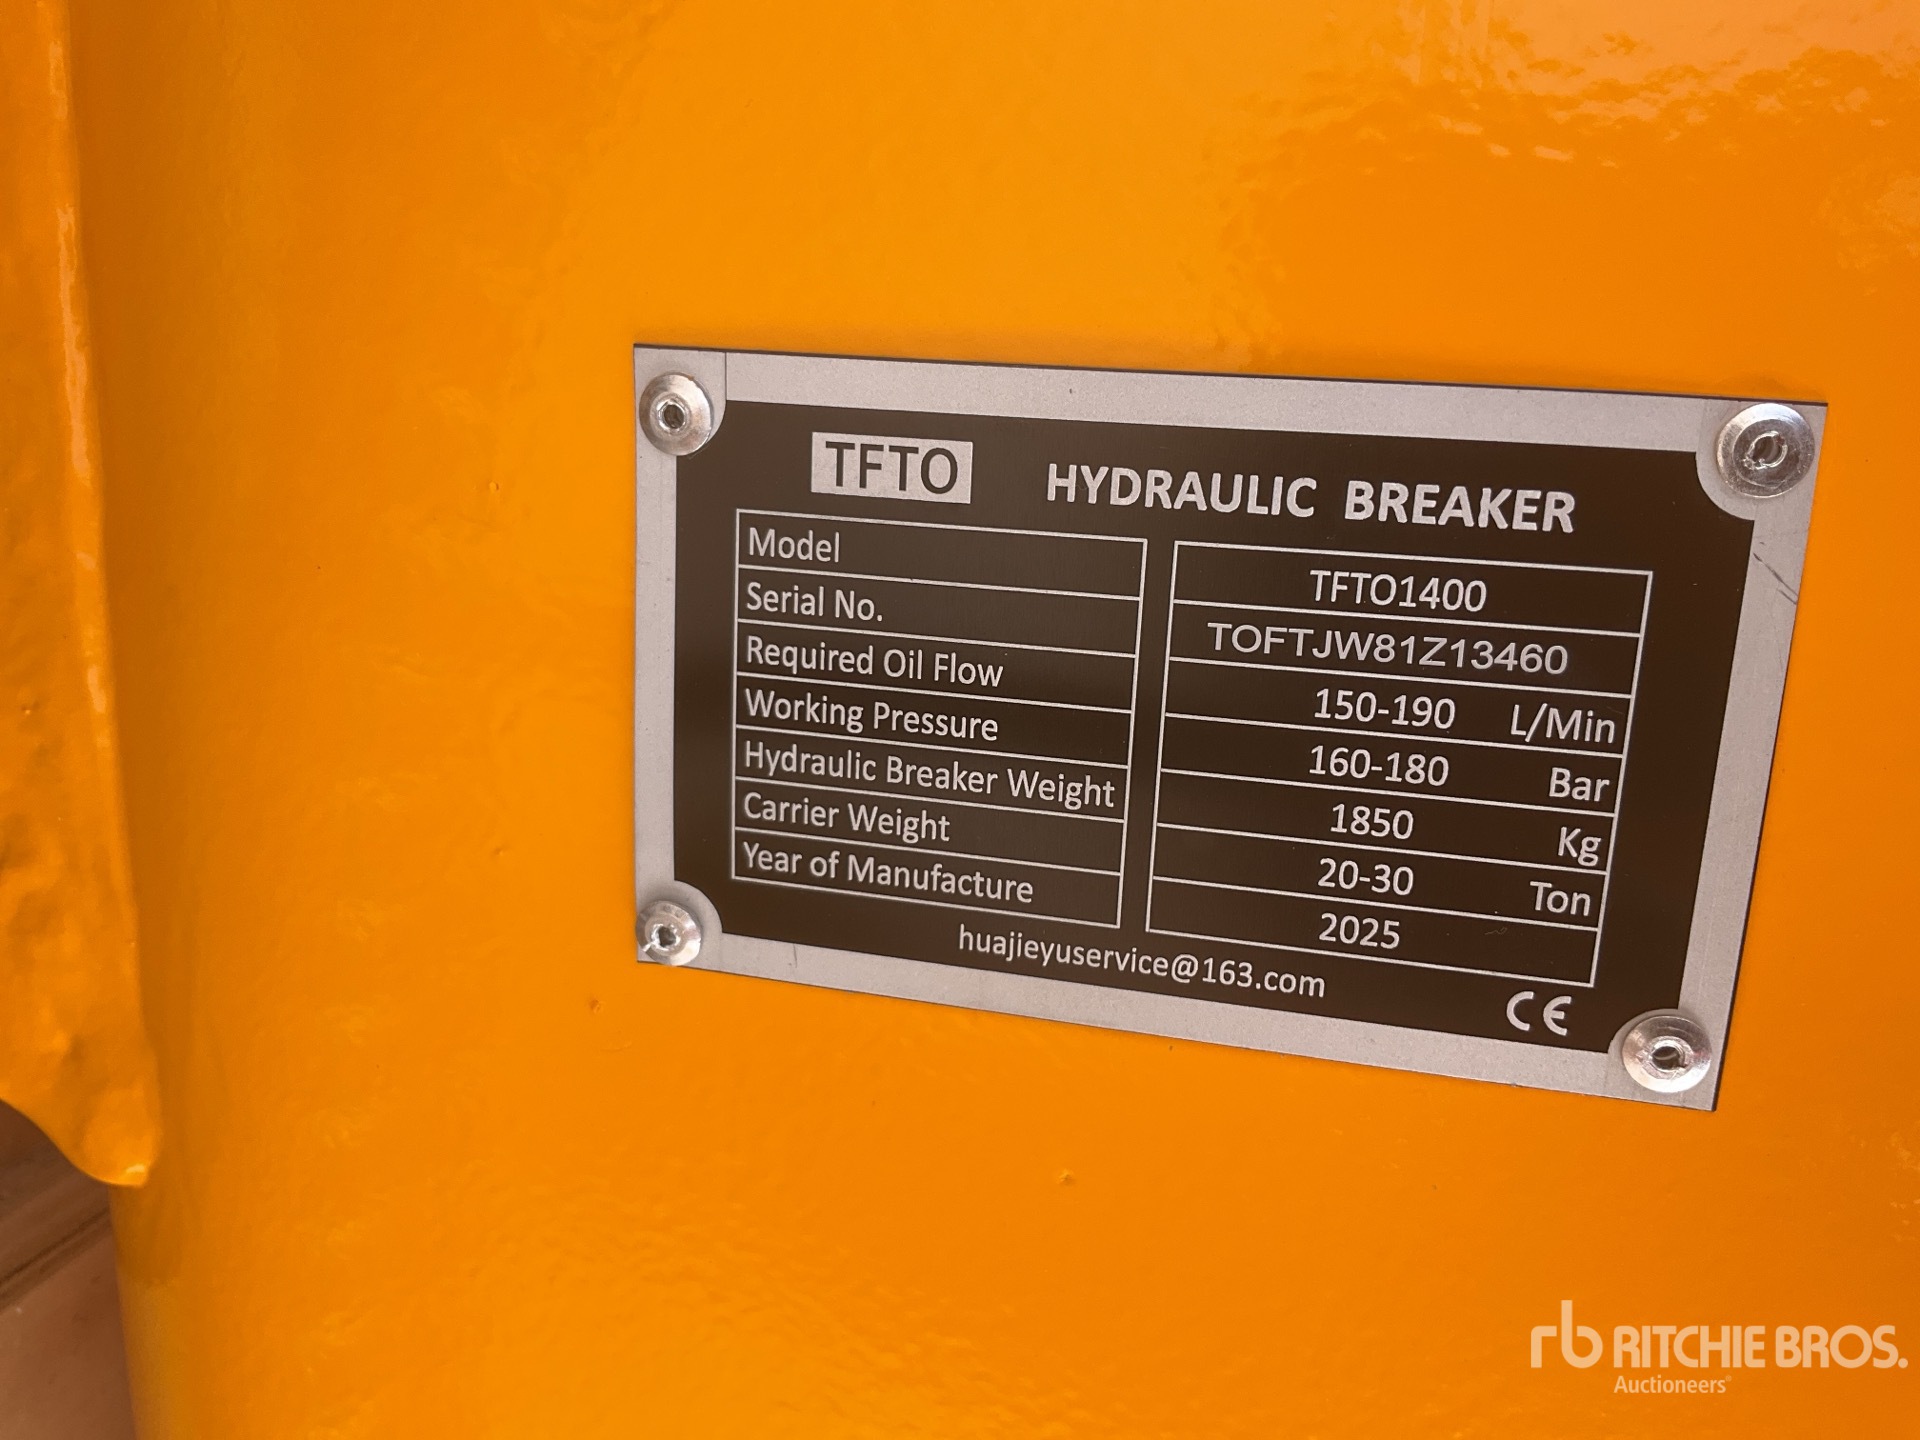 TFTO HYDRAULIC BREAKER
Model TFTO1400
Serial No. TOFTJW81Z13460
Required Oil Flow 150-190 L/Min
Working Pressure 160-180 Bar
Hydraulic Breaker Weight 1850 Kg
Carrier Weight 20-30 Ton
Year of Manufacture 2025
huajieyuservice@163.com
CE
rb RITCHIE BROS.
Auctioneers®